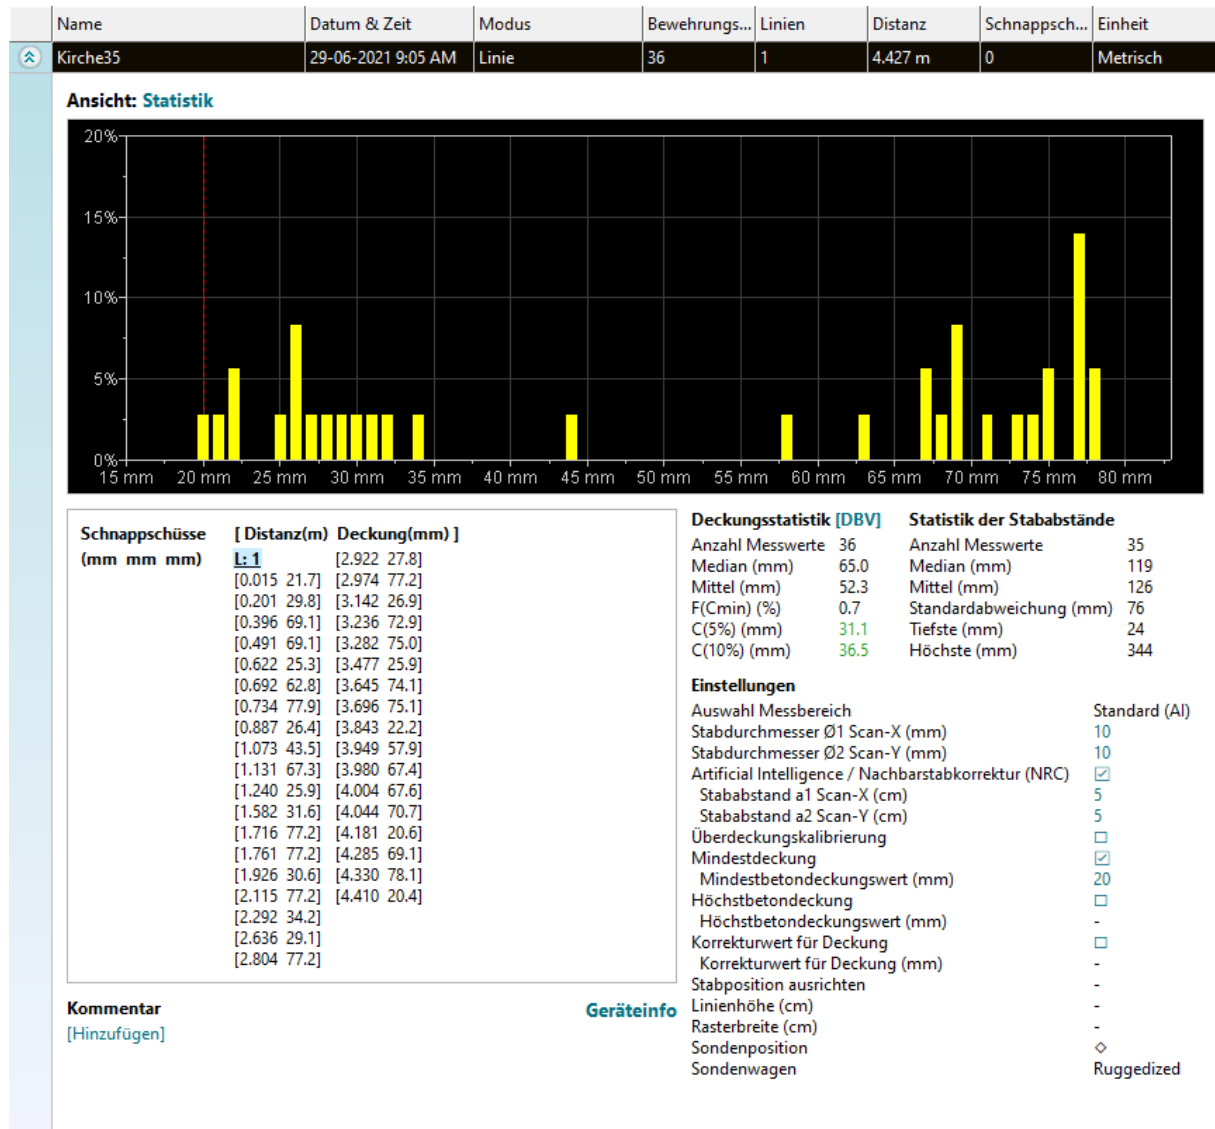 Name Datum & Zeit Modus Bewehrungs... Linien Distanz Schnappsch... Einheit
Kirche35 29-06-2021 9:05 AM Linie 36 1 4.427 m 0 Metrisch
Ansicht: Statistik
20%
15%
10%
5%
0%
15 mm 20 mm 25 mm 30 mm 35 mm 40 mm 45 mm 50 mm 55 mm 60 mm 65 mm 70 mm 75 mm 80 mm
Schnappschüsse [ Distanz(m) Deckung(mm) ]
(mm mm mm) L: 1 [2.922 27.8]
[0.015 21.7] [2.974 77.2]
[0.201 29.8] [3.142 26.9]
[0.396 69.1] [3.236 72.9]
[0.491 69.1] [3.282 75.0]
[0.622 25.3] [3.477 25.9]
[0.692 62.8] [3.645 74.1]
[0.734 77.9] [3.696 75.1]
[0.887 26.4] [3.843 22.2]
[1.073 43.5] [3.949 57.9]
[1.131 67.3] [3.980 67.4]
[1.240 25.9] [4.004 67.6]
[1.582 31.6] [4.044 70.7]
[1.716 77.2] [4.181 20.6]
[1.761 77.2] [4.285 69.1]
[1.926 30.6] [4.330 78.1]
[2.115 77.2] [4.410 20.4]
[2.292 34.2]
[2.636 29.1]
[2.804 77.2]
Kommentar Geräteinfo
[Hinzufügen]
Deckungsstatistik [DBV] Statistik der Stababstände
Anzahl Messwerte 36 Anzahl Messwerte 35
Median (mm) 65.0 Median (mm) 119
Mittel (mm) 52.3 Mittel (mm) 126
F(Cmin) (%) 0.7 Standardabweichung (mm) 76
C(5%) (mm) 31.1 Tiefste (mm) 24
C(10%) (mm) 36.5 Höchste (mm) 344
Einstellungen
Auswahl Messbereich Standard (AI)
Stabdurchmesser Ø1 Scan-X (mm) 10
Stabdurchmesser Ø2 Scan-Y (mm) 10
Artificial Intelligence / Nachbarstabkorrektur (NRC) ☑
Stababstand a1 Scan-X (cm) 5
Stababstand a2 Scan-Y (cm) 5
Überdeckungskalibrierung ☐
Mindestdeckung ☑
Mindestbetondeckungswert (mm) 20
Höchstbetondeckung ☐
Höchstbetondeckungswert (mm) -
Korrekturwert für Deckung ☐
Korrekturwert für Deckung (mm) -
Stabposition ausrichten -
Linienhöhe (cm) -
Rasterbreite (cm) -
Sondenposition ◇
Sondenwagen Ruggedized